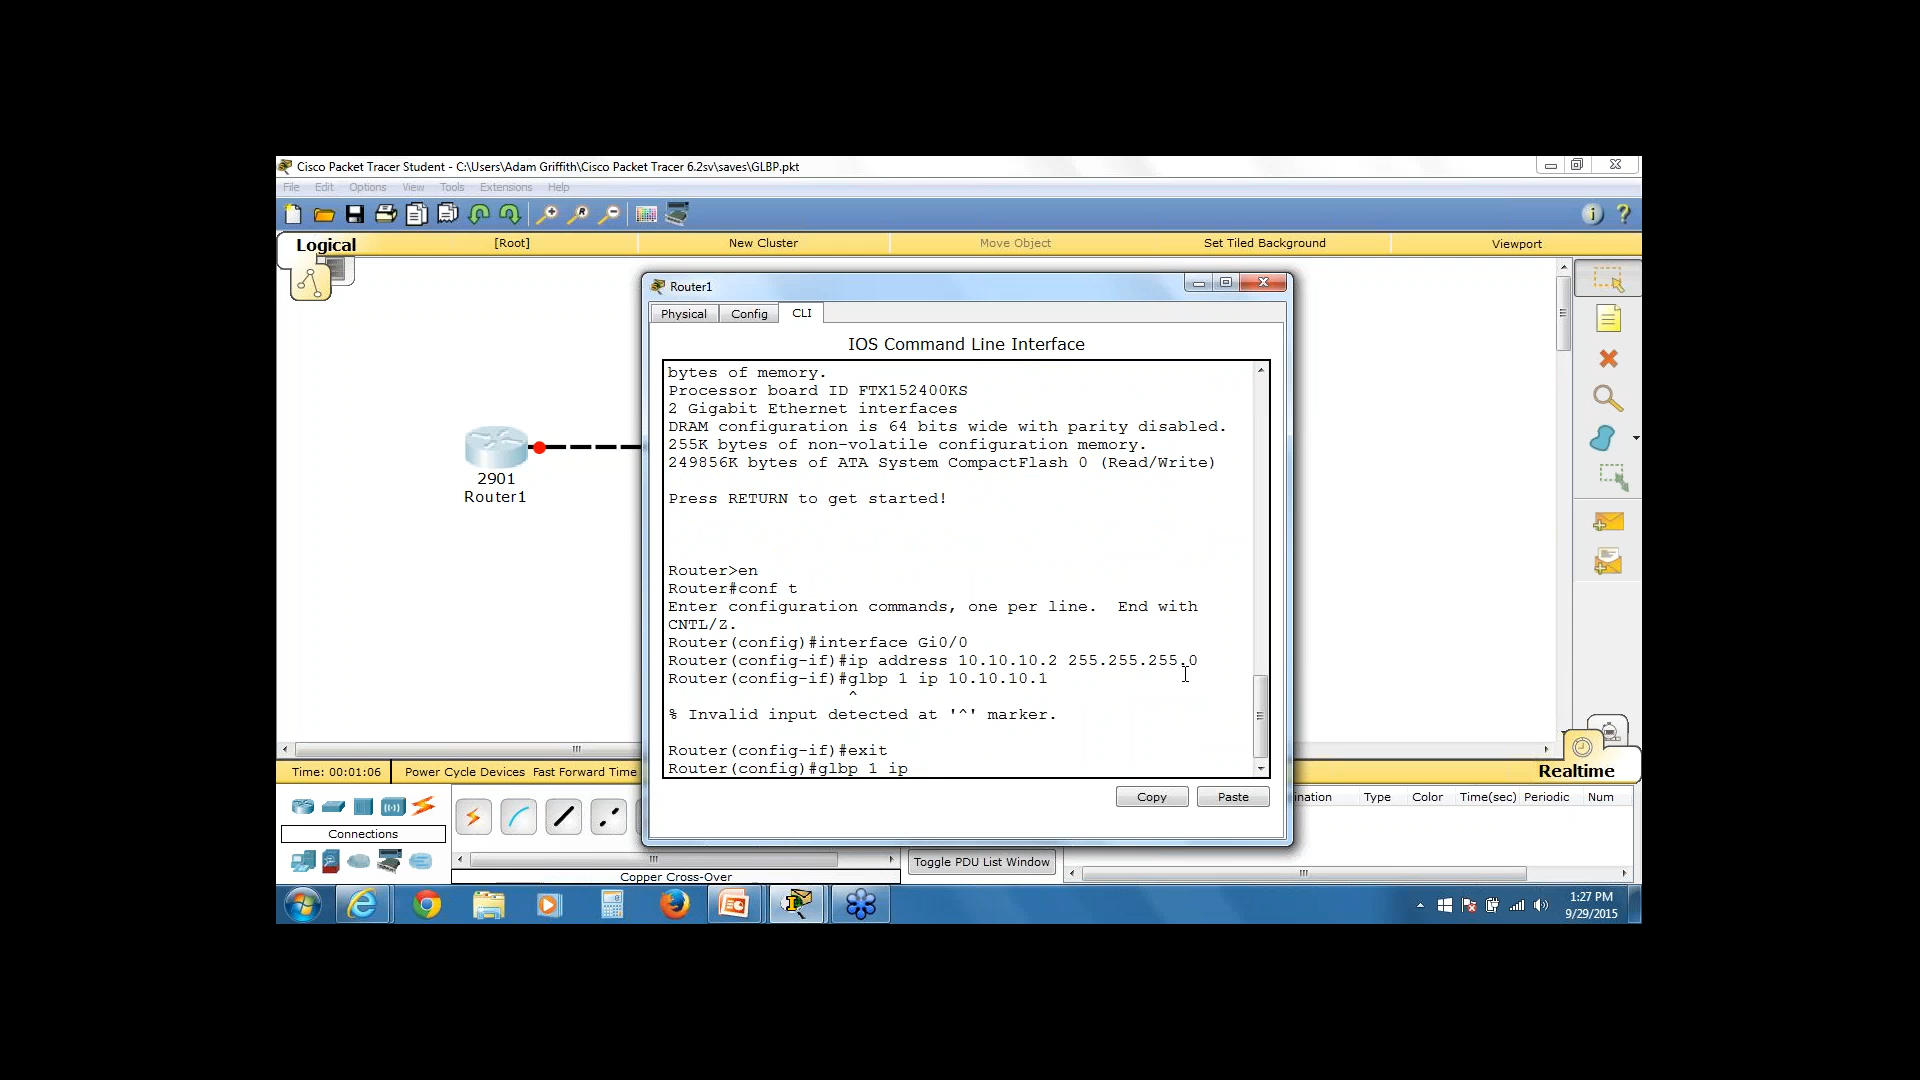 Cisco Packet Tracer Student - C:\Users\Adam Griffith\Cisco Packet Tracer 6.2sv\saves\GLBP.pkt
File Edit Options View Tools Extensions Help
Logical [Root] New Cluster Move Object Set Tiled Background Viewport
Router1
Physical Config CLI
IOS Command Line Interface
bytes of memory.
Processor board ID FTX152400KS
2 Gigabit Ethernet interfaces
DRAM configuration is 64 bits wide with parity disabled.
255K bytes of non-volatile configuration memory.
249856K bytes of ATA System CompactFlash 0 (Read/Write)
Press RETURN to get started!
Router>en
Router#conf t
Enter configuration commands, one per line.  End with
CNTL/Z.
Router(config)#interface Gi0/0
Router(config-if)#ip address 10.10.10.2 255.255.255.0
Router(config-if)#glbp 1 ip 10.10.10.1
^
% Invalid input detected at '^' marker.
Router(config-if)#exit
Router(config)#glbp 1 ip
Copy Paste
2901
Router1
Time: 00:01:06 Power Cycle Devices Fast Forward Time
Realtime
ination Type Color Time(sec) Periodic Num
Connections
Toggle PDU List Window
Copper Cross-Over
1:27 PM
9/29/2015